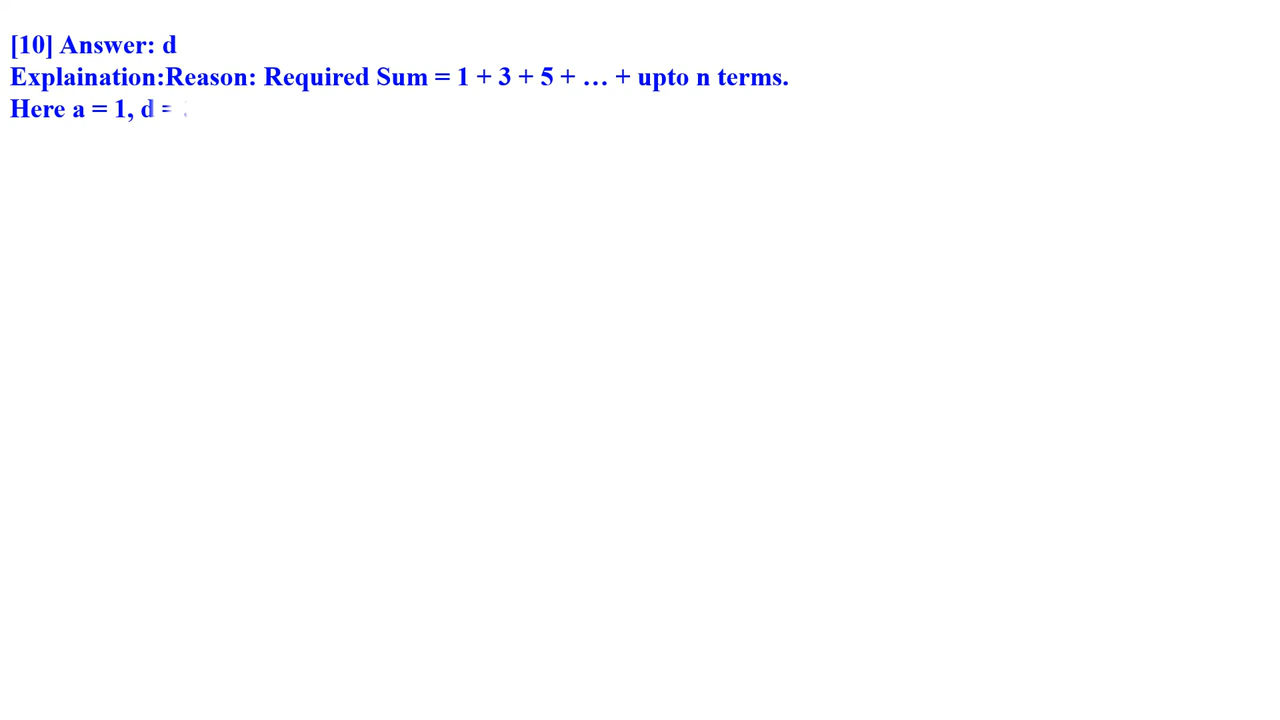 [10] Answer: d
Explaination:Reason: Required Sum = 1 + 3 + 5 + … + upto n terms.
Here a = 1, d =